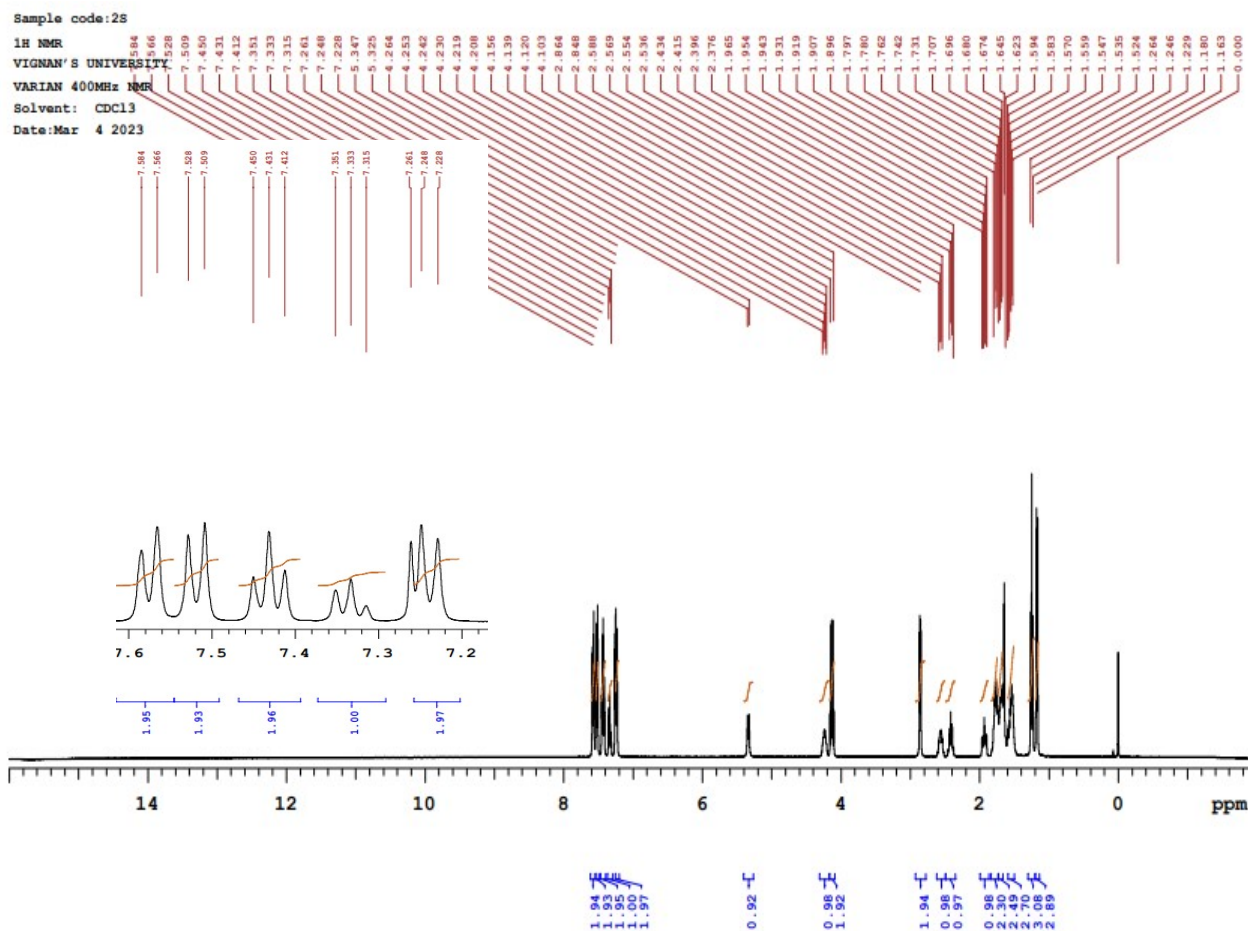 Sample code:2S
1H NMR
VIGNAN'S UNIVERSITY
VARIAN 400MHz NMR
Solvent: CDCl3
Date:Mar 4 2023
7.566 7.528 7.509 7.450 7.431 7.412 7.351 7.333 7.315 7.261 7.248 7.228 5.347 5.325 4.264 4.253 4.242 4.230 4.219 4.208 4.156 4.139 4.120 4.103 2.864 2.848 2.588 2.569 2.554 2.536 2.434 2.415 2.396 2.376 1.965 1.954 1.943 1.931 1.919 1.907 1.896 1.797 1.780 1.762 1.742 1.731 1.707 1.696 1.680 1.674 1.645 1.623 1.594 1.583 1.570 1.559 1.547 1.535 1.524 1.264 1.246 1.229 1.180 1.163 0.000
7.584 7.566 7.528 7.509 7.450 7.431 7.412 7.351 7.333 7.315 7.261 7.248 7.228
7.6 7.5 7.4 7.3 7.2
1.95 1.93 1.96 1.00 1.97
14 12 10 8 6 4 2 0 ppm
1.94 1.93 1.95 1.00 1.97 0.92 0.98 1.92 1.94 0.98 0.97 0.98 2.30 2.49 2.70 3.08 2.89